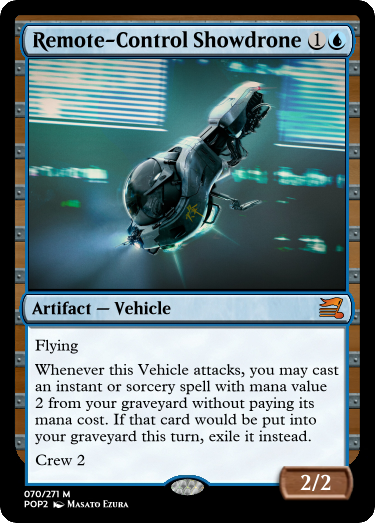 Remote-Control Showdrone 1
Artifact — Vehicle
Flying
Whenever this Vehicle attacks, you may cast
an instant or sorcery spell with mana value
2 from your graveyard without paying its
mana cost. If that card would be put into
your graveyard this turn, exile it instead.
Crew 2
2/2
070/271 M
POP2 Masato Ezura